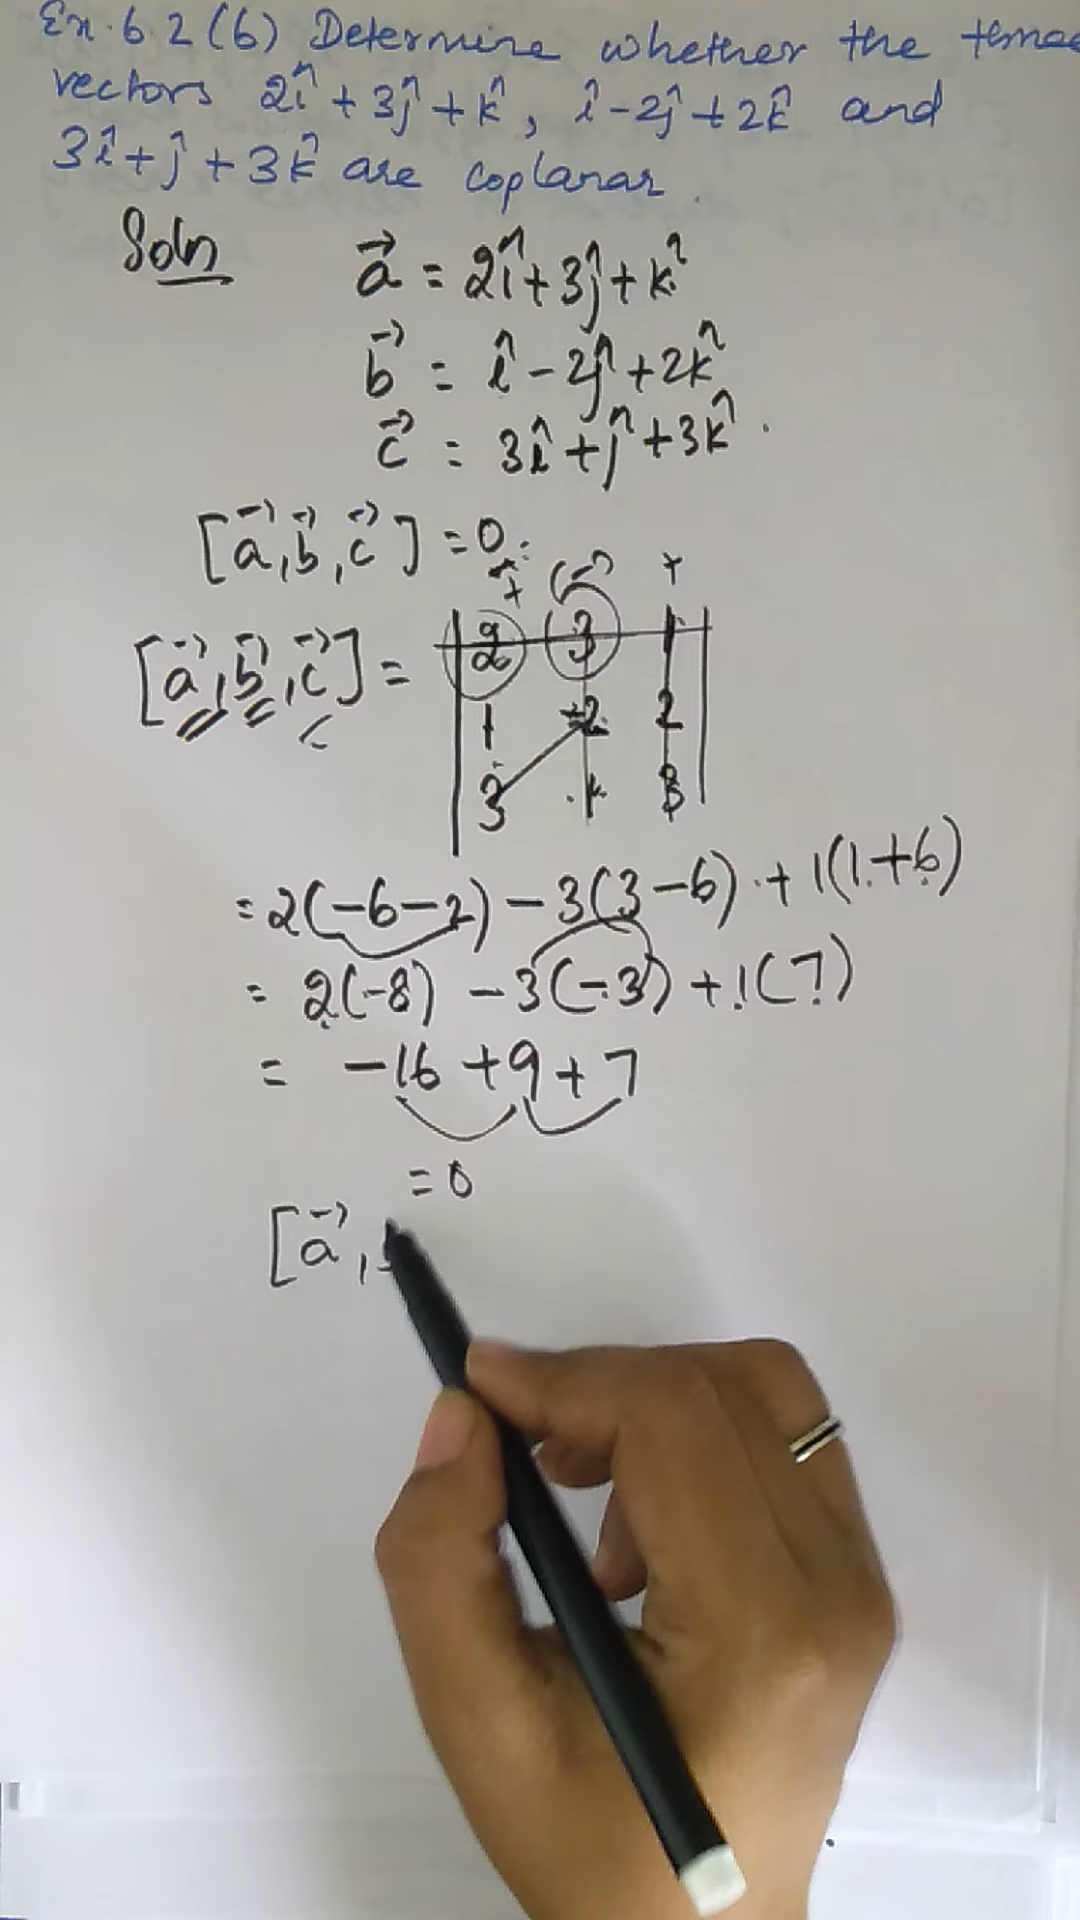 Ex. 6.2 (6) Determine whether the three
vectors 2î + 3ĵ + k̂, î - 2ĵ + 2k̂ and
3î + ĵ + 3k̂ are coplanar.
Soln
a⃗ = 2î + 3ĵ + k̂
b⃗ = î - 2ĵ + 2k̂
c⃗ = 3î + ĵ + 3k̂.
[a⃗, b⃗, c⃗] = 0.
+ (-) +
[a⃗, b⃗, c⃗] = | 2 3 1 |
| 1 -2 2 |
| 3 1 3 |
= 2(-6-2) - 3(3-6) + 1(1+6)
= 2(-8) - 3(-3) + 1(7)
= -16 + 9 + 7
= 0
[a⃗,